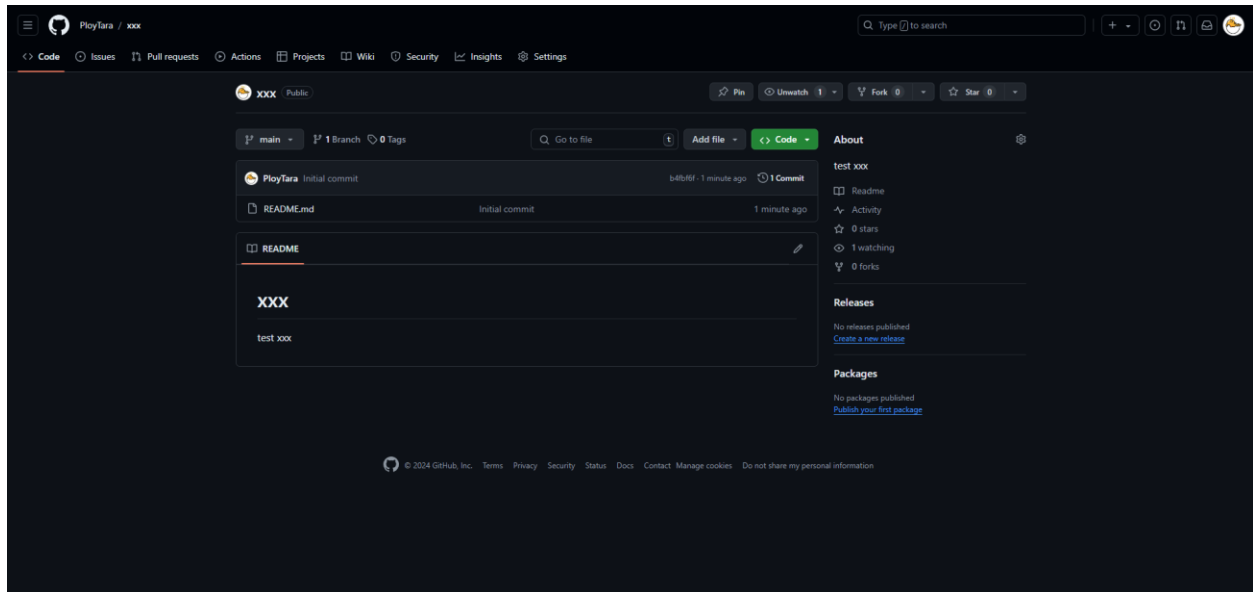 PloyTara / xxx
Type / to search
Code Issues Pull requests Actions Projects Wiki Security Insights Settings
xxx Public
Pin Unwatch 1 Fork 0 Star 0
main 1 Branch 0 Tags Go to file t Add file Code
PloyTara Initial commit b4fbf6f · 1 minute ago 1 Commit
README.md Initial commit 1 minute ago
README
xxx
test xxx
About
test xxx
Readme
Activity
0 stars
1 watching
0 forks
Releases
No releases published
Create a new release
Packages
No packages published
Publish your first package
© 2024 GitHub, Inc. Terms Privacy Security Status Docs Contact Manage cookies Do not share my personal information